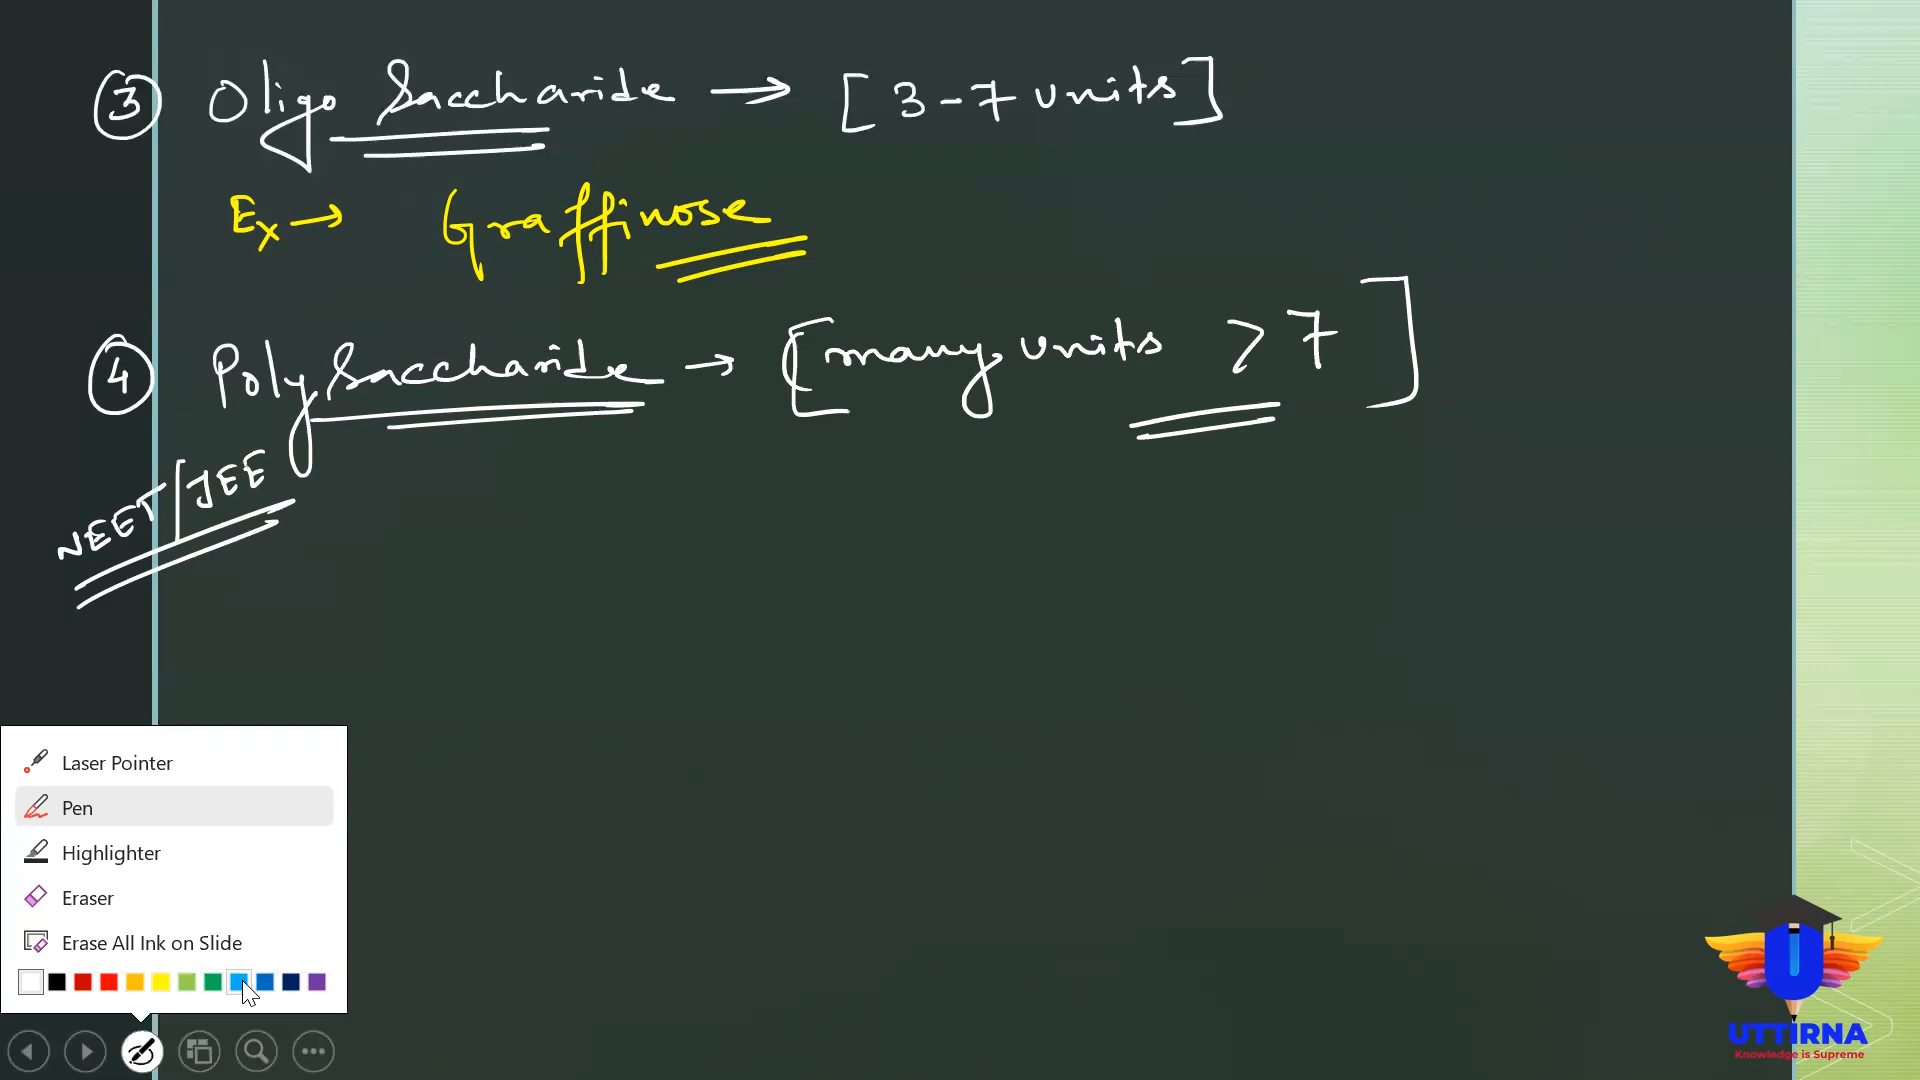 3 Oligo Saccharide → [3-7 units]
Ex → Graffinose
4 Poly Saccharide → [many units > 7]
NEET/JEE
Laser Pointer
Pen
Highlighter
Eraser
Erase All Ink on Slide
UTTIRNA
Knowledge is Supreme